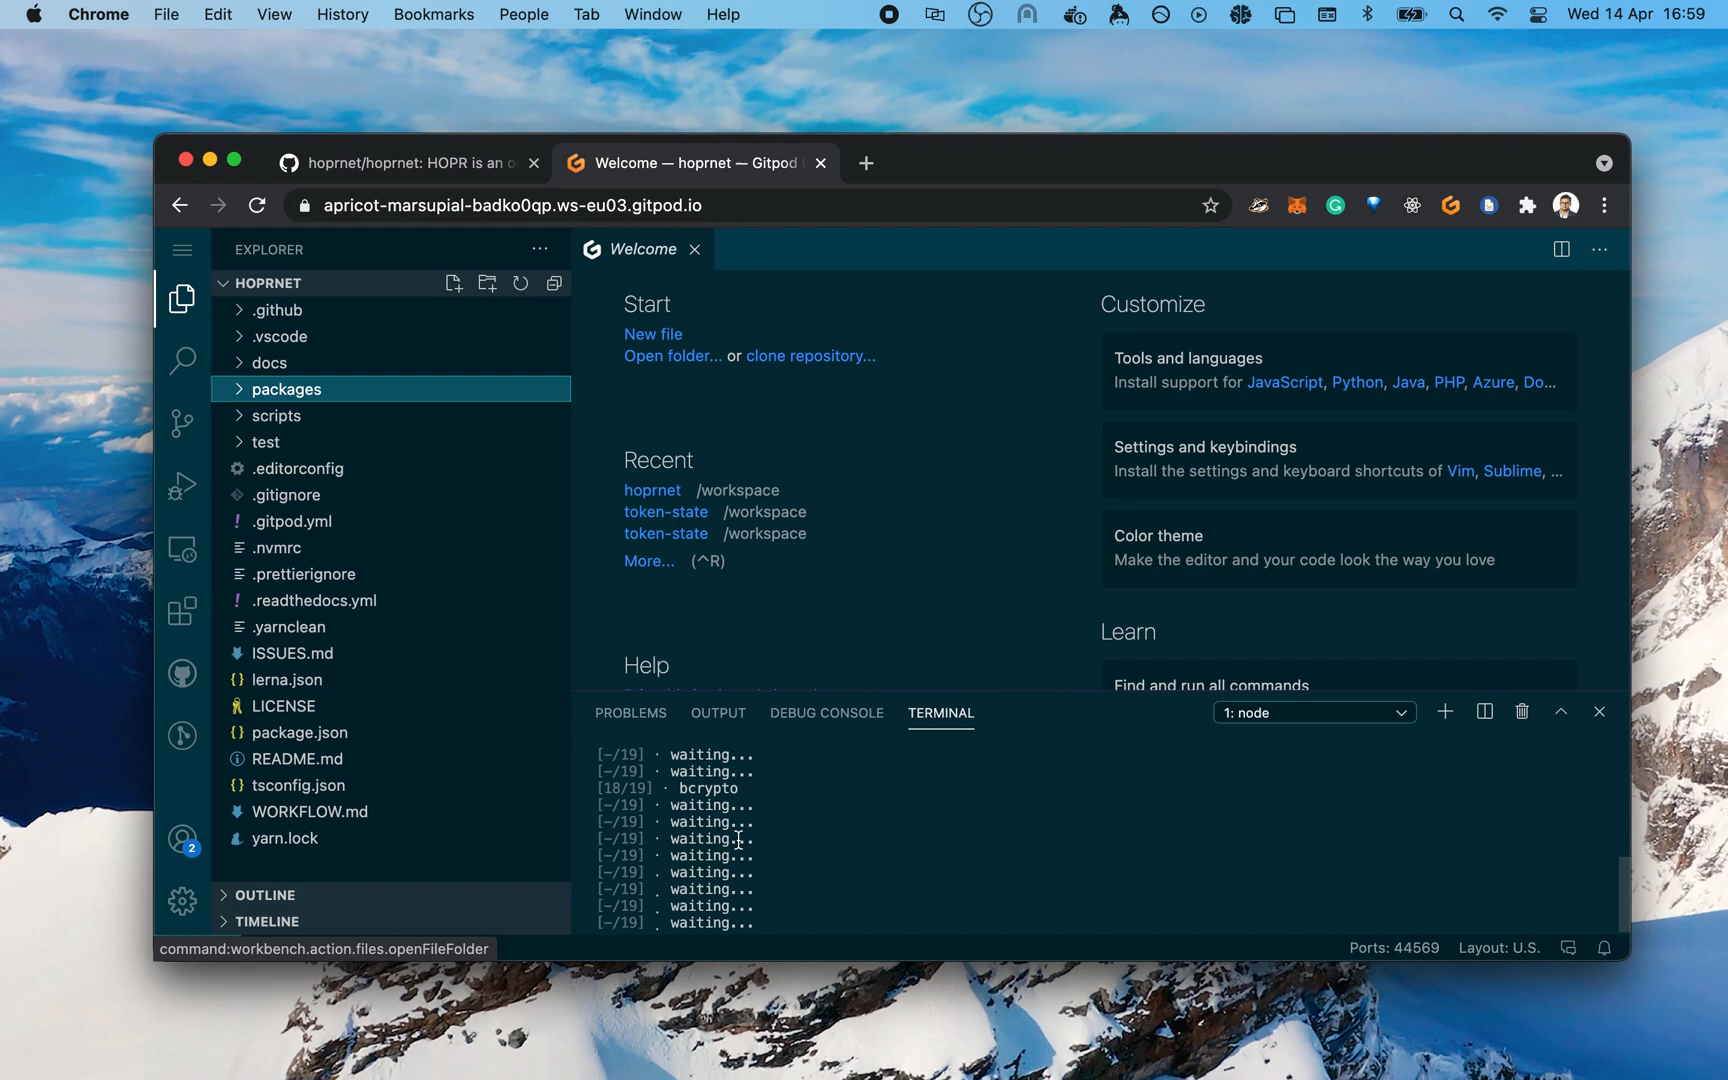 Chrome File Edit View History Bookmarks People Tab Window Help Wed 14 Apr 16:59
hoprnet/hoprnet: HOPR is an o Welcome — hoprnet — Gitpod
apricot-marsupial-badko0qp.ws-eu03.gitpod.io
EXPLORER
HOPRNET
.github
.vscode
docs
packages
scripts
test
.editorconfig
.gitignore
! .gitpod.yml
.nvmrc
.prettierignore
! .readthedocs.yml
.yarnclean
ISSUES.md
{} lerna.json
LICENSE
{} package.json
README.md
{} tsconfig.json
WORKFLOW.md
yarn.lock
2
OUTLINE
TIMELINE
command:workbench.action.files.openFileFolder
Welcome
Start
New file
Open folder... or clone repository...
Recent
hoprnet /workspace
token-state /workspace
token-state /workspace
More... (^R)
Help
Customize
Tools and languages
Install support for JavaScript, Python, Java, PHP, Azure, Do...
Settings and keybindings
Install the settings and keyboard shortcuts of Vim, Sublime, ...
Color theme
Make the editor and your code look the way you love
Learn
Find and run all commands
PROBLEMS OUTPUT DEBUG CONSOLE TERMINAL 1: node
[-/19] · waiting...
[-/19] · waiting...
[18/19] · bcrypto
[-/19] · waiting...
[-/19] · waiting...
[-/19] · waiting...
[-/19] · waiting...
[-/19] . waiting...
[-/19] . waiting...
[-/19] . waiting...
[-/19] . waiting...
Ports: 44569 Layout: U.S.